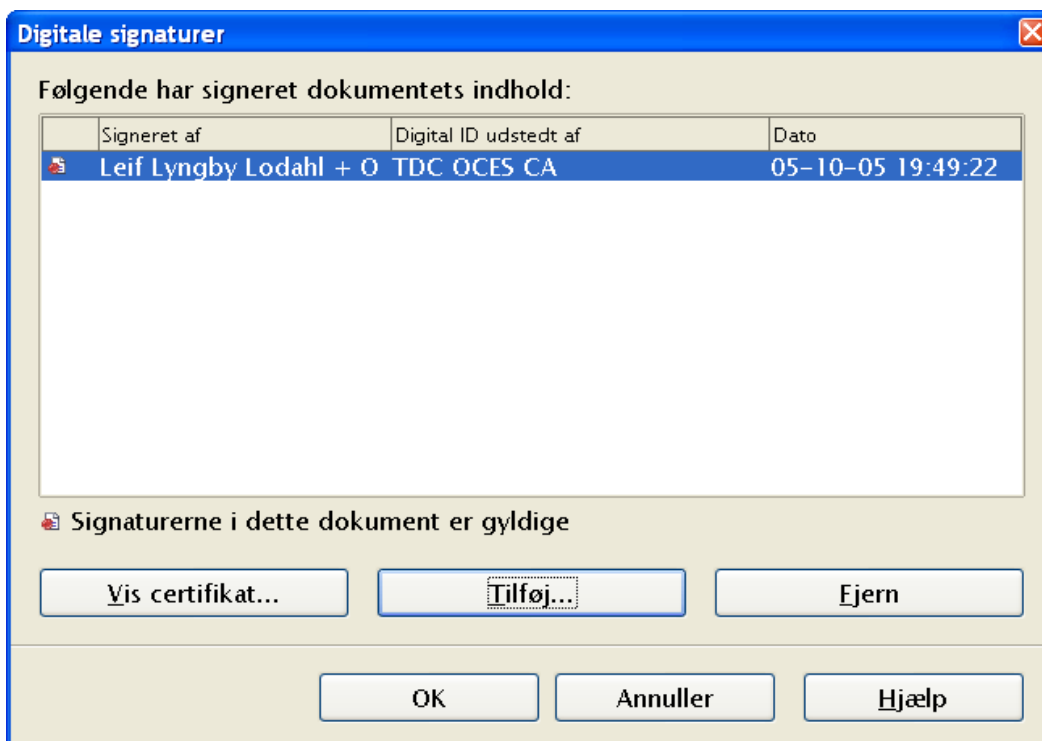 Digitale signaturer
Følgende har signeret dokumentets indhold:
Signeret af Digital ID udstedt af Dato
Leif Lyngby Lodahl + O TDC OCES CA 05-10-05 19:49:22
Signaturerne i dette dokument er gyldige
Vis certifikat... Tilføj... Fjern
OK Annuller Hjælp